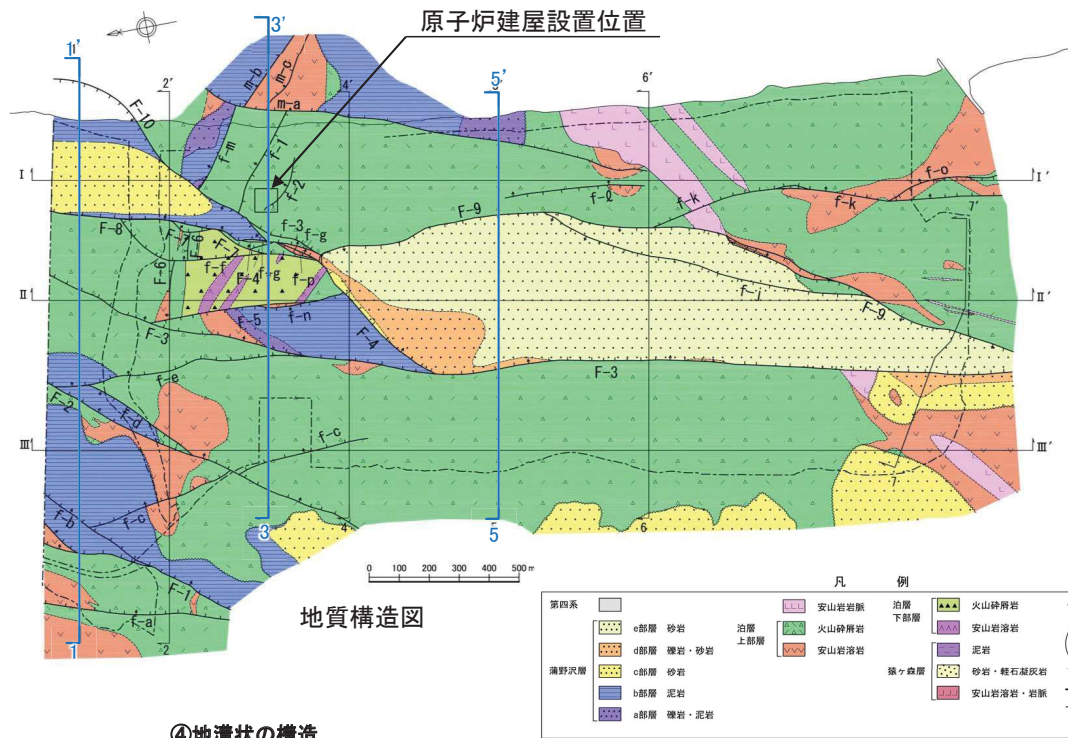 原子炉建屋設置位置
1'
3'
5'
2'
4'
6'
m-b
m-c
m-a
F-10
f-m
f-1
f-2
I
I'
F-8
F-9
f-ℓ
f-k
f-k
f-o
7'
f-3
f-g
F-7
F-6
F-6
f-f
F-4
f-g
f-p
II
II'
f-j
f-n
F-9
F-3
F-5
F-4
F-3
f-e
F-2
f-d
f-c
III
III'
f-b
f-c
7
3
4
5
6
F-1
f-a
1
2
0 100 200 300 400 500m
地質構造図
凡 例
第四系
蒲野沢層
e部層 砂岩
d部層 礫岩・砂岩
c部層 砂岩
b部層 泥岩
a部層 礫岩・泥岩
安山岩岩脈
泊層
上部層
火山砕屑岩
安山岩溶岩
泊層
下部層
火山砕屑岩
安山岩溶岩
猿ヶ森層
泥岩
砂岩・軽石凝灰岩
安山岩溶岩・岩脈
④地溝状の構造